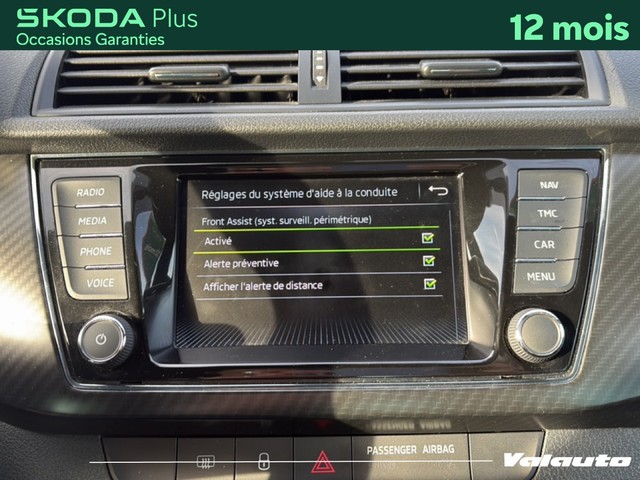 ŠKODA Plus
Occasions Garanties
12 mois
RADIO
MEDIA
PHONE
VOICE
Réglages du système d'aide à la conduite
Front Assist (syst. surveill. périmétrique)
Activé
Alerte préventive
Afficher l'alerte de distance
NAV
TMC
CAR
MENU
PASSENGER AIRBAG
Valauto